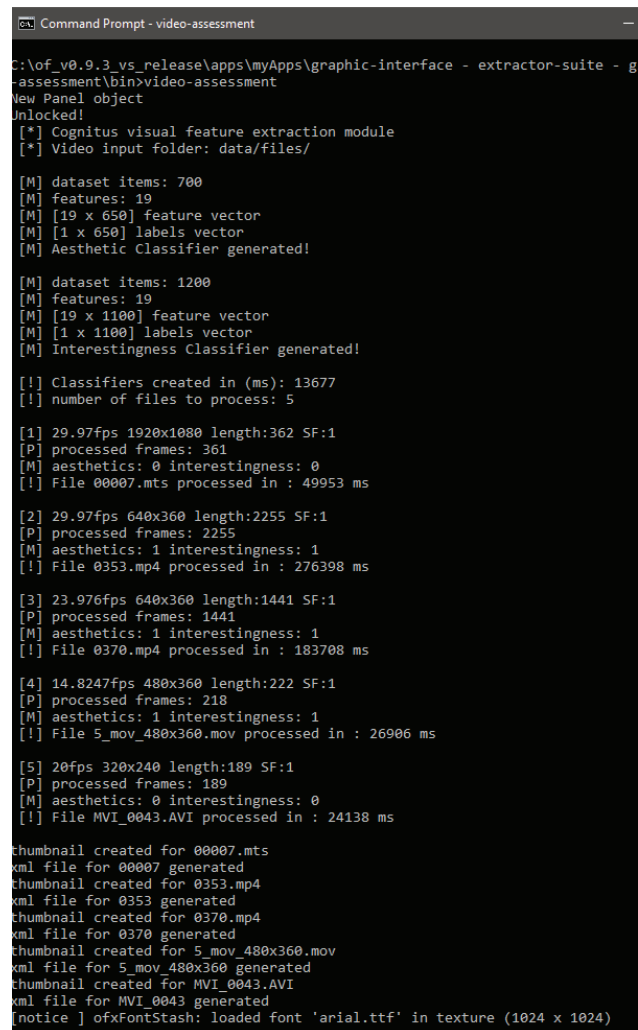 Command Prompt - video-assessment
C:\of_v0.9.3_vs_release\apps\myApps\graphic-interface - extractor-suite - g
-assessment\bin>video-assessment
New Panel object
Unlocked!
[*] Cognitus visual feature extraction module
[*] Video input folder: data/files/
[M] dataset items: 700
[M] features: 19
[M] [19 x 650] feature vector
[M] [1 x 650] labels vector
[M] Aesthetic Classifier generated!
[M] dataset items: 1200
[M] features: 19
[M] [19 x 1100] feature vector
[M] [1 x 1100] labels vector
[M] Interestingness Classifier generated!
[!] Classifiers created in (ms): 13677
[!] number of files to process: 5
[1] 29.97fps 1920x1080 length:362 SF:1
[P] processed frames: 361
[M] aesthetics: 0 interestingness: 0
[!] File 00007.mts processed in : 49953 ms
[2] 29.97fps 640x360 length:2255 SF:1
[P] processed frames: 2255
[M] aesthetics: 1 interestingness: 1
[!] File 0353.mp4 processed in : 276398 ms
[3] 23.976fps 640x360 length:1441 SF:1
[P] processed frames: 1441
[M] aesthetics: 1 interestingness: 1
[!] File 0370.mp4 processed in : 183708 ms
[4] 14.8247fps 480x360 length:222 SF:1
[P] processed frames: 218
[M] aesthetics: 1 interestingness: 1
[!] File 5_mov_480x360.mov processed in : 26906 ms
[5] 20fps 320x240 length:189 SF:1
[P] processed frames: 189
[M] aesthetics: 0 interestingness: 0
[!] File MVI_0043.AVI processed in : 24138 ms
thumbnail created for 00007.mts
xml file for 00007 generated
thumbnail created for 0353.mp4
xml file for 0353 generated
thumbnail created for 0370.mp4
xml file for 0370 generated
thumbnail created for 5_mov_480x360.mov
xml file for 5_mov_480x360 generated
thumbnail created for MVI_0043.AVI
xml file for MVI_0043 generated
[notice ] ofxFontStash: loaded font 'arial.ttf' in texture (1024 x 1024)